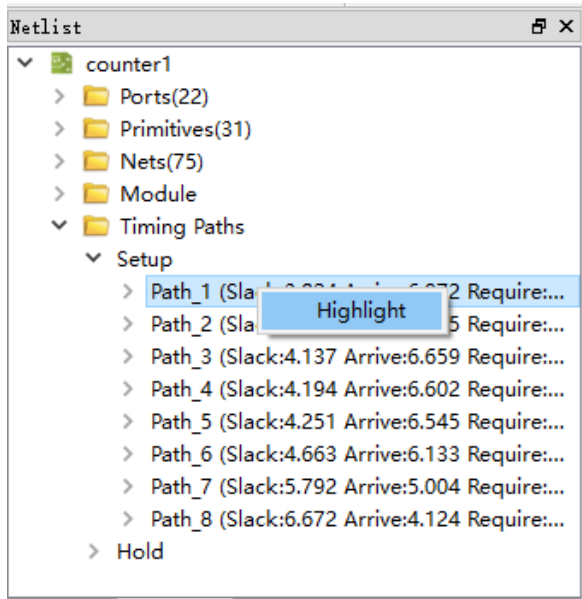 Netlist
counter1
Ports(22)
Primitives(31)
Nets(75)
Module
Timing Paths
Setup
Path_1 (Sla 2 Require:...
Highlight
Path_2 (Sla 5 Require:...
Path_3 (Slack:4.137 Arrive:6.659 Require:...
Path_4 (Slack:4.194 Arrive:6.602 Require:...
Path_5 (Slack:4.251 Arrive:6.545 Require:...
Path_6 (Slack:4.663 Arrive:6.133 Require:...
Path_7 (Slack:5.792 Arrive:5.004 Require:...
Path_8 (Slack:6.672 Arrive:4.124 Require:...
Hold